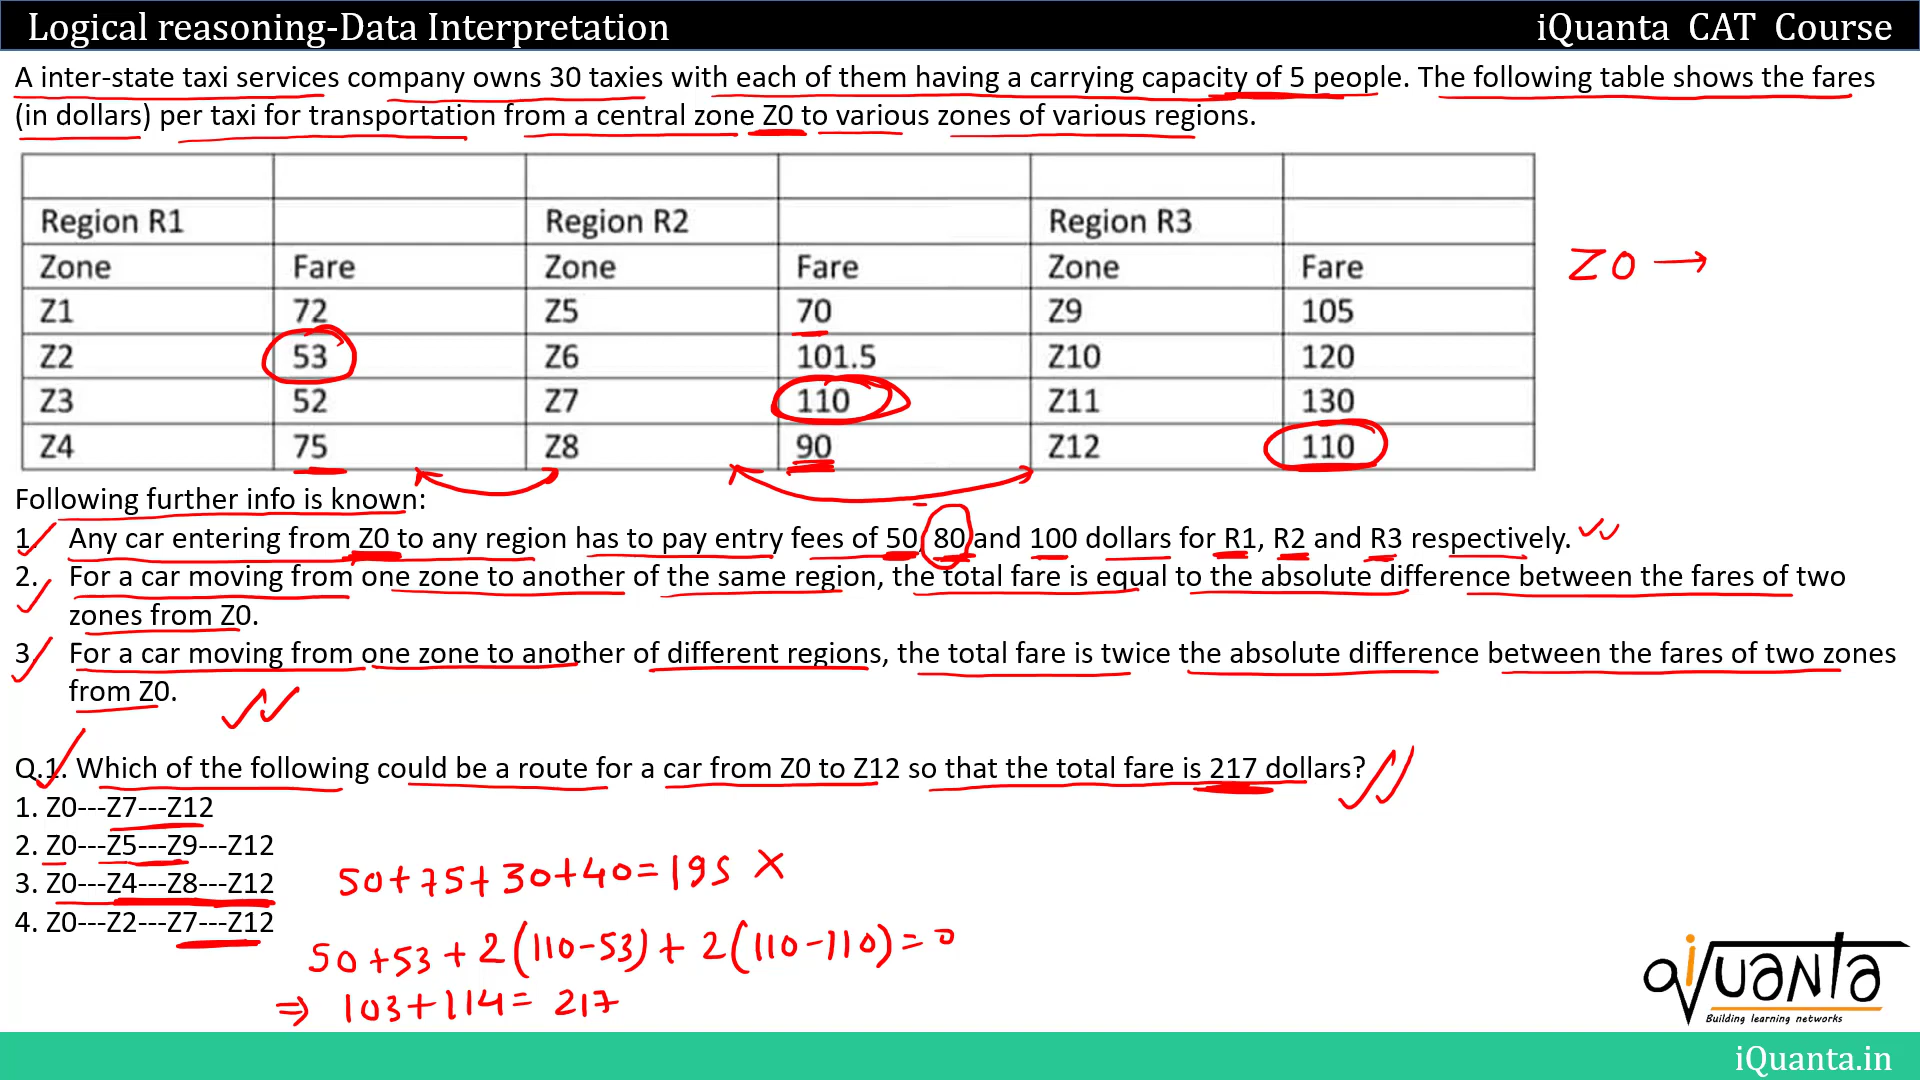 Logical reasoning-Data Interpretation
iQuanta CAT Course
A inter-state taxi services company owns 30 taxies with each of them having a carrying capacity of 5 people. The following table shows the fares
(in dollars) per taxi for transportation from a central zone Z0 to various zones of various regions.
Region R1 Region R2 Region R3
Zone Fare Zone Fare Zone Fare
Z1 72 Z5 70 Z9 105
Z2 53 Z6 101.5 Z10 120
Z3 52 Z7 110 Z11 130
Z4 75 Z8 90 Z12 110
Z0 →
Following further info is known:
1. Any car entering from Z0 to any region has to pay entry fees of 50, 80 and 100 dollars for R1, R2 and R3 respectively.
2. For a car moving from one zone to another of the same region, the total fare is equal to the absolute difference between the fares of two
zones from Z0.
3. For a car moving from one zone to another of different regions, the total fare is twice the absolute difference between the fares of two zones
from Z0.
Q.1. Which of the following could be a route for a car from Z0 to Z12 so that the total fare is 217 dollars?
1. Z0---Z7---Z12
2. Z0---Z5---Z9---Z12
3. Z0---Z4---Z8---Z12
4. Z0---Z2---Z7---Z12
50+75+30+40=195 ×
50+53+2(110-53)+2(110-110)=0
⇒ 103+114=217
iQuanta
Building learning networks
iQuanta.in